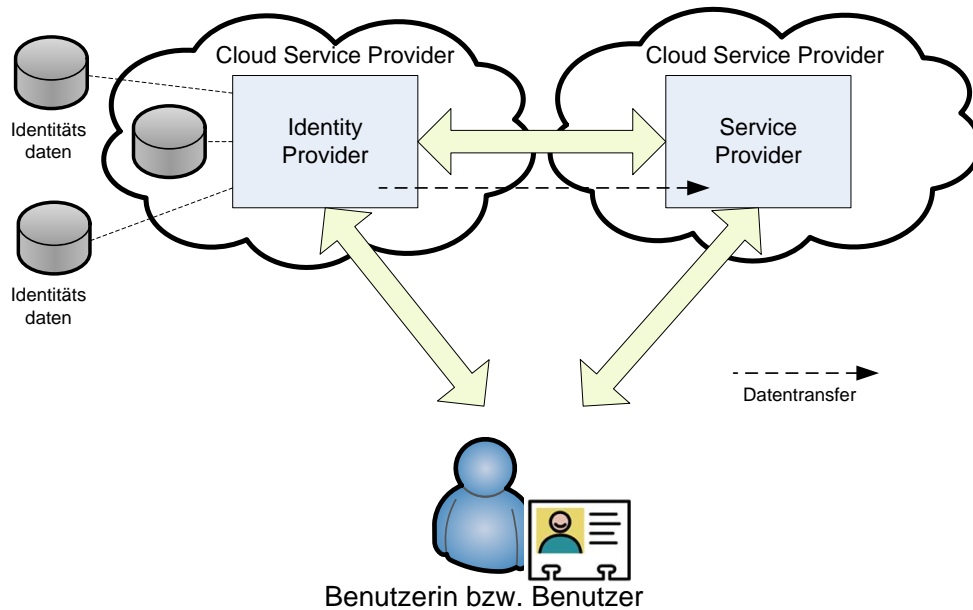 Cloud Service Provider
Cloud Service Provider
Identitäts
daten
Identity
Provider
Service
Provider
Identitäts
daten
Datentransfer
Benutzerin bzw. Benutzer